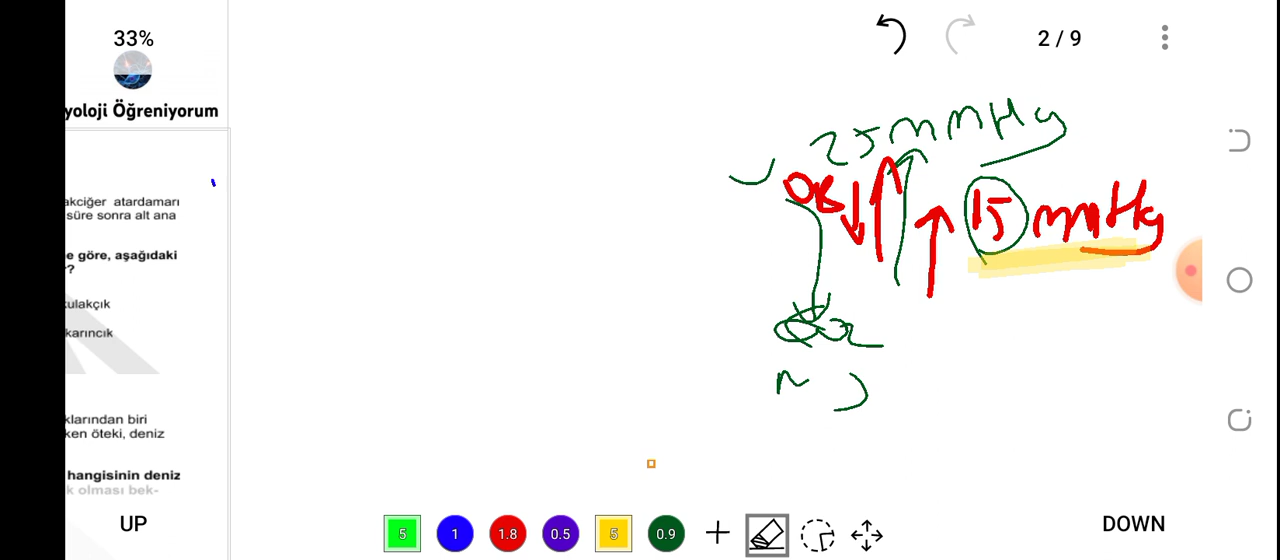 33%
2 / 9
yoloji Öğreniyorum
25 mmHg
OB
15 mmHg
akciğer atardamarı
süre sonra alt ana
e göre, aşağıdaki
r?
kulakçık
karıncık
klarından biri
ken öteki, deniz
hangisinin deniz
k olması bek-
UP
5
1
1.8
0.5
5
0.9
DOWN